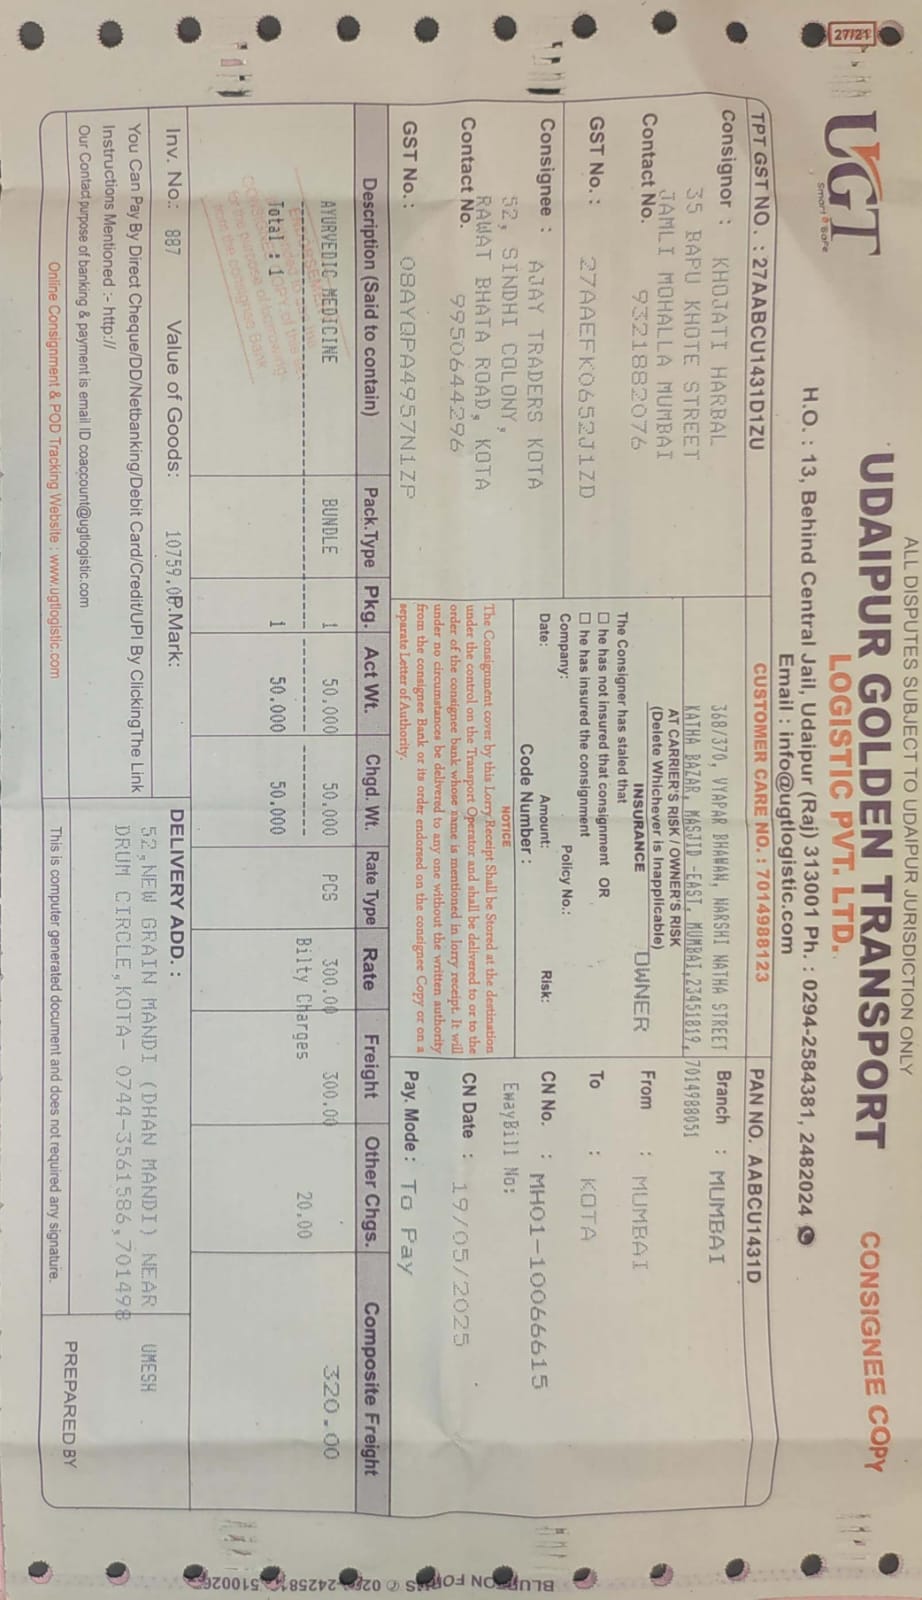 ALL DISPUTES SUBJECT TO UDAIPUR JURISDICTION ONLY
27/21
UGT
Smart & Safe
UDAIPUR GOLDEN TRANSPORT
CONSIGNEE COPY
LOGISTIC PVT. LTD.
H.O. : 13, Behind Central Jail, Udaipur (Raj) 313001 Ph. : 0294-2584381, 2482024
Email : info@ugtlogistic.com
TPT GST NO. : 27AABCU1431D1ZU
CUSTOMER CARE NO. : 7014988123
PAN NO. AABCU1431D
Consignor : KHOJATI HARBAL
35 BAPU KHOTE STREET
JAMLI MOHALLA MUMBAI
Contact No. 9321882076
GST No. : 27AAEFK0652J1ZD
Consignee : AJAY TRADERS KOTA
52, SINDHI COLONY,
RAWAT BHATA ROAD, KOTA
Contact No. 9950644296
GST No. : 08AYQPA4957N1ZP
368/370, VYAPAR BHAWAN, NARSHI NATHA STREET
KATHA BAZAR, MASJID -EAST, MUMBAI,23451819, 7014988051
AT CARRIER'S RISK / OWNER'S RISK
(Delete Whichever is Inapplicable) OWNER
INSURANCE
The Consigner has staled that
☐ he has not insured that consignment OR
☐ he has insured the consignment
Company: Policy No.:
Date: Amount: Risk:
Code Number :
NOTICE
The Consignment cover by this Lorry Receipt Shall be Stored at the destination
under the control on the Transport Operator and shall be delivered to or to the
order of the consignee bank whose name is mentioned in lorry receipt. It will
under no circumstances be delivered to any one without the written authority
from the consignee Bank or its order endorsed on the consignee Copy or on a
separate Letter of Authority.
Branch : MUMBAI
From : MUMBAI
To : KOTA
CN No. : MH01-10066615
EwayBill No:
CN Date : 19/05/2025
Pay. Mode : To Pay
Description (Said to contain) Pack.Type Pkg. Act Wt. Chgd. Wt. Rate Type Rate Freight Other Chgs. Composite Freight
AYURVEDIC MEDICINE BUNDLE 1 50.000 50.000 PCS 300.00 300.00 320.00
Bilty Charges 20.00
Total : 1 1 50.000 50.000
COPY of the
for the purpose of borrowing
from the consignee Bank
Inv. No.: 887 Value of Goods: 10759.00 P.Mark:
You Can Pay By Direct Cheque/DD/Netbanking/Debit Card/Credit/UPI By ClickingThe Link
Instructions Mentioned :- http://
Our Contact purpose of banking & payment is email ID coaccount@ugtlogistic.com
Online Consignment & POD Tracking Website : www.ugtlogistic.com
DELIVERY ADD. :
52,NEW GRAIN MANDI (DHAN MANDI) NEAR
DRUM CIRCLE,KOTA- 0744-3561586,701498
This is computer generated document and does not required any signature.
UMESH
PREPARED BY